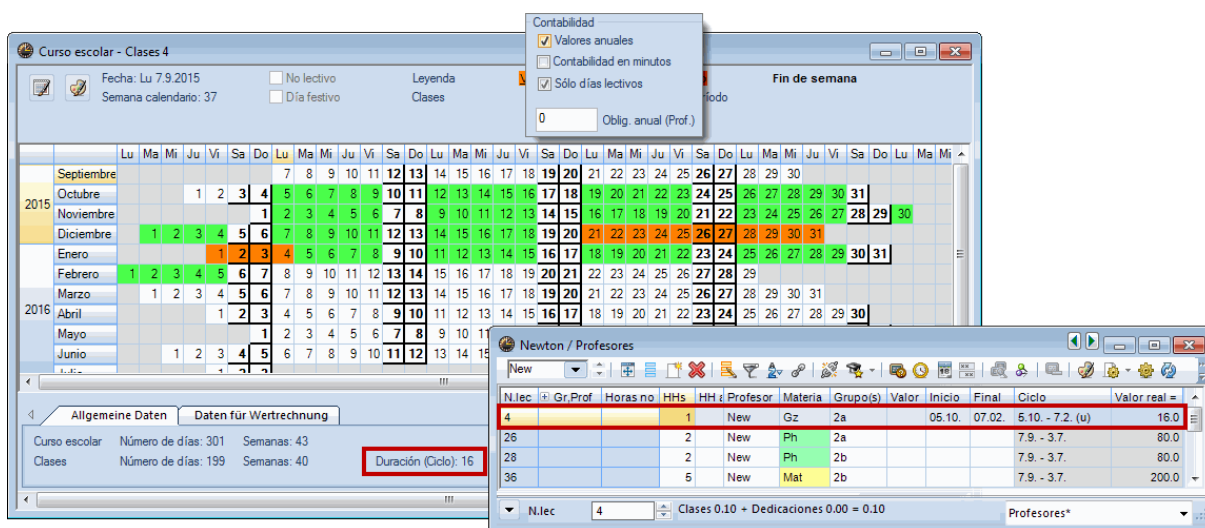 Contabilidad
Valores anuales
Contabilidad en minutos
Sólo días lectivos
0 Oblig. anual (Prof.)
Curso escolar - Clases 4
Fecha: Lu 7.9.2015 No lectivo Leyenda Fin de semana
Semana calendario: 37 Día festivo Clases
Lu Ma Mi Ju Vi Sa Do Lu Ma Mi Ju Vi Sa Do Lu Ma Mi Ju Vi Sa Do Lu Ma Mi Ju Vi Sa Do Lu Ma Mi Ju Vi Sa Do Lu Ma Mi
Septiembre 7 8 9 10 11 12 13 14 15 16 17 18 19 20 21 22 23 24 25 26 27 28 29 30
2015
Octubre 1 2 3 4 5 6 7 8 9 10 11 12 13 14 15 16 17 18 19 20 21 22 23 24 25 26 27 28 29 30 31
Noviembre 1 2 3 4 5 6 7 8 9 10 11 12 13 14 15 16 17 18 19 20 21 22 23 24 25 26 27 28 29 30
Diciembre 1 2 3 4 5 6 7 8 9 10 11 12 13 14 15 16 17 18 19 20 21 22 23 24 25 26 27 28 29 30 31
Enero 1 2 3 4 5 6 7 8 9 10 11 12 13 14 15 16 17 18 19 20 21 22 23 24 25 26 27 28 29 30 31
Febrero 1 2 3 4 5 6 7 8 9 10 11 12 13 14 15 16 17 18 19 20 21 22 23 24 25 26 27 28 29
Marzo 1 2 3 4 5 6 7 8 9 10 11 12 13 14 15 16 17 18 19 20 21 22 23 24 25 26 27 28 29 30 31
2016
Abril 1 2 3 4 5 6 7 8 9 10 11 12 13 14 15 16 17 18 19 20 21 22 23 24 25 26 27 28 29 30
Mayo 1 2 3 4 5 6 7 8 9 10 11
Junio 1 2 3 4 5 6 7 8 9 10 11 12 13 14 15
Allgemeine Daten Daten für Wertrechnung
Curso escolar Número de días: 301 Semanas: 43
Clases Número de días: 199 Semanas: 40 Duración (Ciclo): 16
Newton / Profesores
New
N.lec Gr,Prof Horas no HHs HH Profesor Materia Grupo(s) Valor Inicio Final Ciclo Valor real =
4 1 New Gz 2a 05.10. 07.02. 5.10. - 7.2. (u) 16.0
26 2 New Ph 2a 7.9. - 3.7. 80.0
28 2 New Ph 2b 7.9. - 3.7. 80.0
36 5 New Mat 2b 7.9. - 3.7. 200.0
N.lec 4 Clases 0.10 + Dedicaciones 0.00 = 0.10 Profesores*